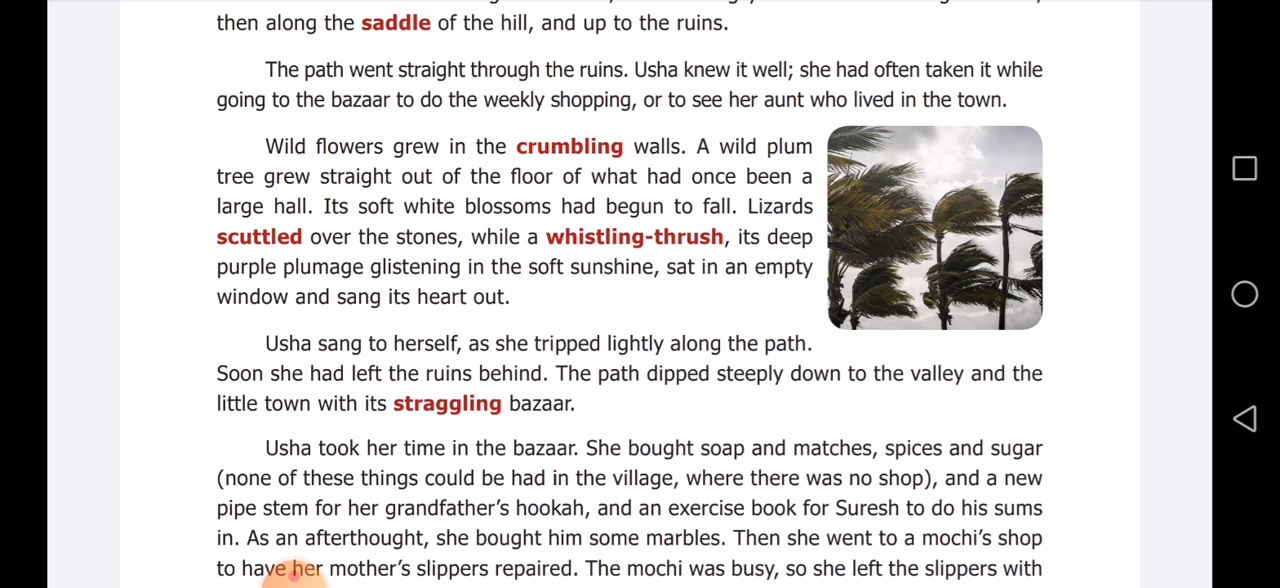 then along the saddle of the hill, and up to the ruins.
The path went straight through the ruins. Usha knew it well; she had often taken it while
going to the bazaar to do the weekly shopping, or to see her aunt who lived in the town.
Wild flowers grew in the crumbling walls. A wild plum
tree grew straight out of the floor of what had once been a
large hall. Its soft white blossoms had begun to fall. Lizards
scuttled over the stones, while a whistling-thrush, its deep
purple plumage glistening in the soft sunshine, sat in an empty
window and sang its heart out.
Usha sang to herself, as she tripped lightly along the path.
Soon she had left the ruins behind. The path dipped steeply down to the valley and the
little town with its straggling bazaar.
Usha took her time in the bazaar. She bought soap and matches, spices and sugar
(none of these things could be had in the village, where there was no shop), and a new
pipe stem for her grandfather's hookah, and an exercise book for Suresh to do his sums
in. As an afterthought, she bought him some marbles. Then she went to a mochi's shop
to have her mother's slippers repaired. The mochi was busy, so she left the slippers with